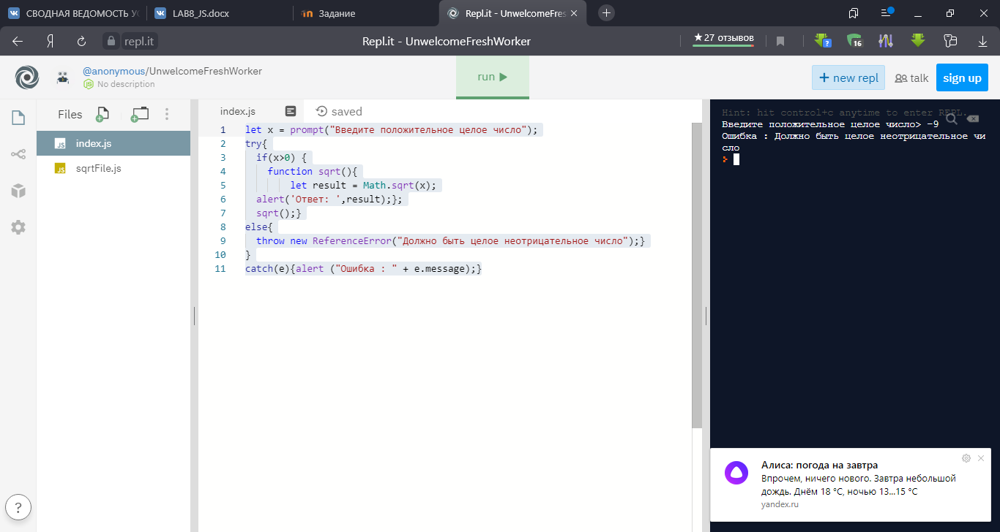 СВОДНАЯ ВЕДОМОСТЬ У
LAB8_JS.docx
Задание
Repl.it - UnwelcomeFres
repl.it
Repl.it - UnwelcomeFreshWorker
★27 отзывов
16
@anonymous/UnwelcomeFreshWorker
No description
run
+ new repl
talk
sign up
Files
index.js
sqrtFile.js
index.js
saved
1 let x = prompt("Введите положительное целое число");
2 try{
3 if(x>0) {
4 function sqrt(){
5 let result = Math.sqrt(x);
6 alert('Ответ: ',result);};
7 sqrt();}
8 else{
9 throw new ReferenceError("Должно быть целое неотрицательное число");}
10 }
11 catch(e){alert ("Ошибка : " + e.message);}
Hint: hit control+c anytime to enter REPL.
Введите положительное целое число> -9
Ошибка : Должно быть целое неотрицательное чи
сло
>
Алиса: погода на завтра
Впрочем, ничего нового. Завтра небольшой
дождь. Днём 18 °C, ночью 13...15 °C
yandex.ru
?